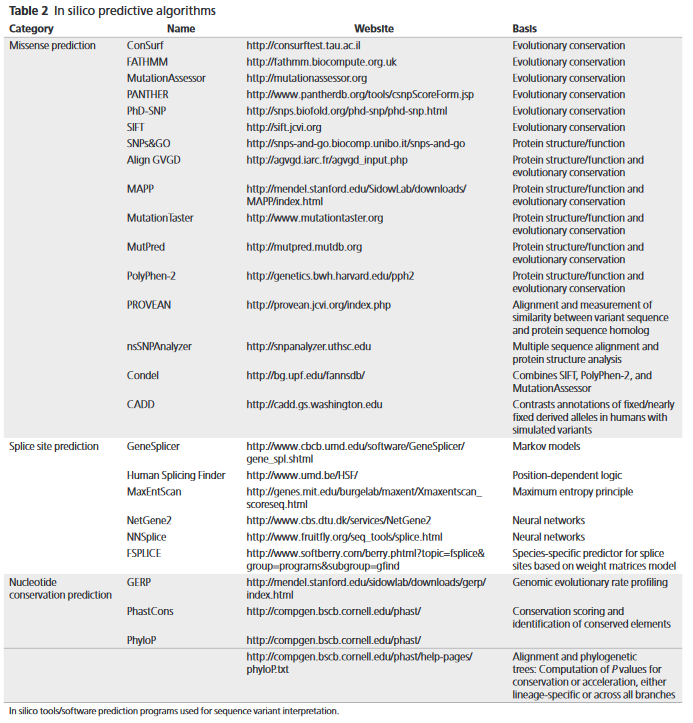 Table 2 In silico predictive algorithms
Category Name Website Basis
Missense prediction ConSurf http://consurftest.tau.ac.il Evolutionary conservation
FATHMM http://fathmm.biocompute.org.uk Evolutionary conservation
MutationAssessor http://mutationassessor.org Evolutionary conservation
PANTHER http://www.pantherdb.org/tools/csnpScoreForm.jsp Evolutionary conservation
PhD-SNP http://snps.biofold.org/phd-snp/phd-snp.html Evolutionary conservation
SIFT http://sift.jcvi.org Evolutionary conservation
SNPs&GO http://snps-and-go.biocomp.unibo.it/snps-and-go Protein structure/function
Align GVGD http://agvgd.iarc.fr/agvgd_input.php Protein structure/function and
evolutionary conservation
MAPP http://mendel.stanford.edu/SidowLab/downloads/ Protein structure/function and
MAPP/index.html evolutionary conservation
MutationTaster http://www.mutationtaster.org Protein structure/function and
evolutionary conservation
MutPred http://mutpred.mutdb.org Protein structure/function and
evolutionary conservation
PolyPhen-2 http://genetics.bwh.harvard.edu/pph2 Protein structure/function and
evolutionary conservation
PROVEAN http://provean.jcvi.org/index.php Alignment and measurement of
similarity between variant sequence
and protein sequence homolog
nsSNPAnalyzer http://snpanalyzer.uthsc.edu Multiple sequence alignment and
protein structure analysis
Condel http://bg.upf.edu/fannsdb/ Combines SIFT, PolyPhen-2, and
MutationAssessor
CADD http://cadd.gs.washington.edu Contrasts annotations of fixed/nearly
fixed derived alleles in humans with
simulated variants
Splice site prediction GeneSplicer http://www.cbcb.umd.edu/software/GeneSplicer/ Markov models
gene_spl.shtml
Human Splicing Finder http://www.umd.be/HSF/ Position-dependent logic
MaxEntScan http://genes.mit.edu/burgelab/maxent/Xmaxentscan_ Maximum entropy principle
scoreseq.html
NetGene2 http://www.cbs.dtu.dk/services/NetGene2 Neural networks
NNSplice http://www.fruitfly.org/seq_tools/splice.html Neural networks
FSPLICE http://www.softberry.com/berry.phtml?topic=fsplice& Species-specific predictor for splice
group=programs&subgroup=gfind sites based on weight matrices model
Nucleotide GERP http://mendel.stanford.edu/sidowlab/downloads/gerp/ Genomic evolutionary rate profiling
conservation prediction index.html
PhastCons http://compgen.bscb.cornell.edu/phast/ Conservation scoring and
identification of conserved elements
PhyloP http://compgen.bscb.cornell.edu/phast/
http://compgen.bscb.cornell.edu/phast/help-pages/ Alignment and phylogenetic
phyloP.txt trees: Computation of P values for
conservation or acceleration, either
lineage-specific or across all branches
In silico tools/software prediction programs used for sequence variant interpretation.